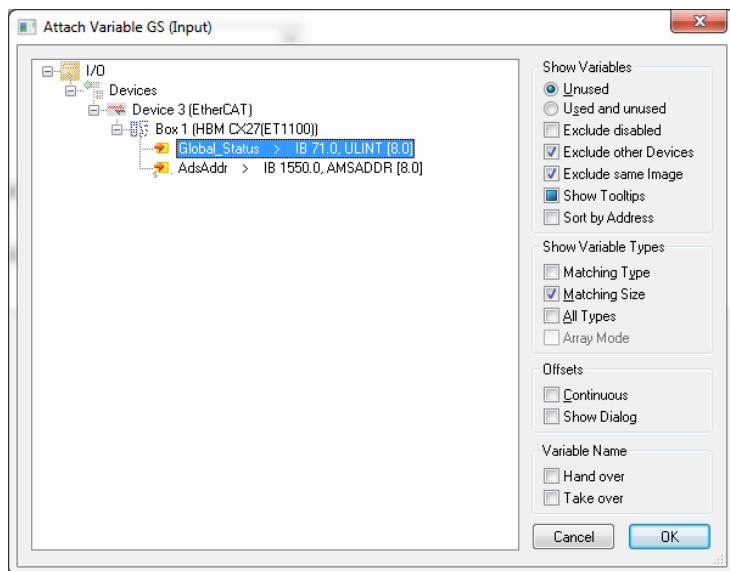 Attach Variable GS (Input)
I/O
Devices
Device 3 (EtherCAT)
Box 1 (HBM CX27(ET1100))
Global_Status > IB 71.0, ULINT [8.0]
AdsAddr > IB 1550.0, AMSADDR [8.0]
Show Variables
Unused
Used and unused
Exclude disabled
Exclude other Devices
Exclude same Image
Show Tooltips
Sort by Address
Show Variable Types
Matching Type
Matching Size
All Types
Array Mode
Offsets
Continuous
Show Dialog
Variable Name
Hand over
Take over
Cancel
OK